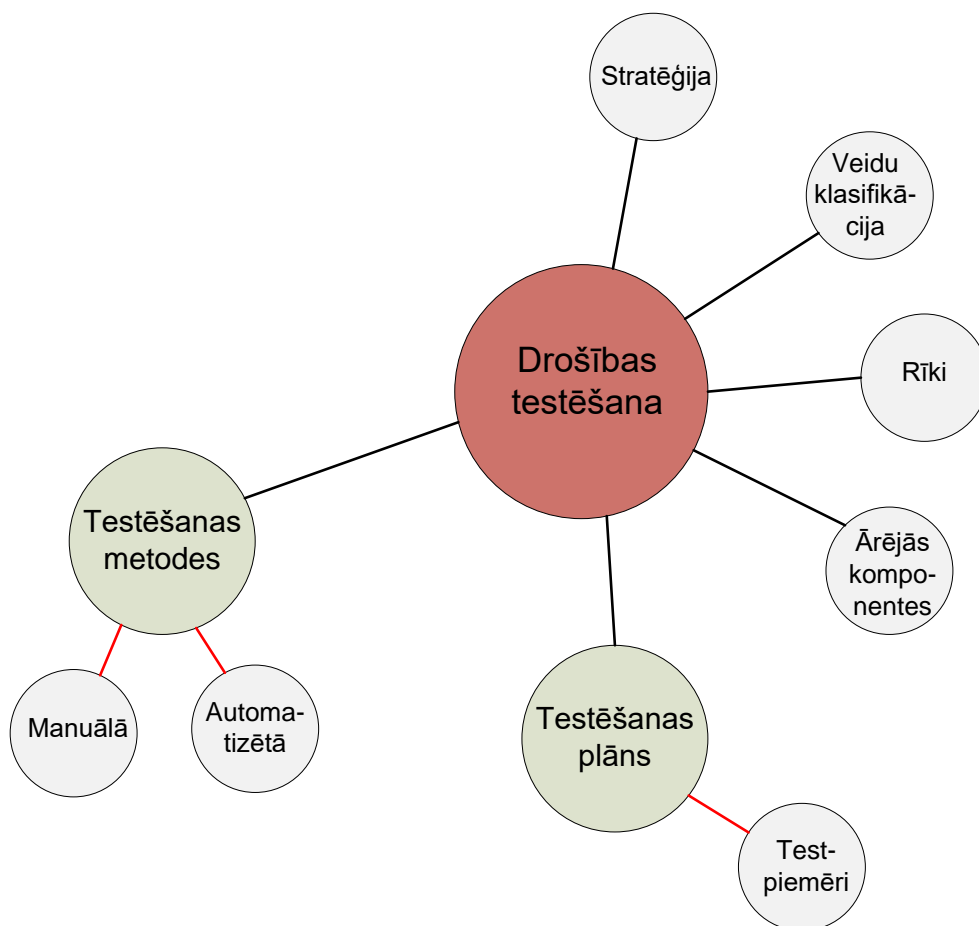 Stratēģija
Veidu
klasifikā-
cija
Drošības
testēšana
Rīki
Testēšanas
metodes
Ārējās
kompo-
nentes
Manuālā
Automa-
tizētā
Testēšanas
plāns
Test-
piemēri